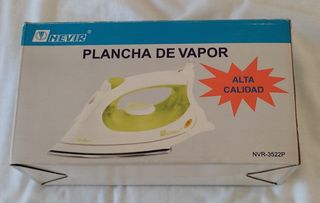 NEVIR
PLANCHA DE VAPOR
ALTA
CALIDAD
NVR-3522P